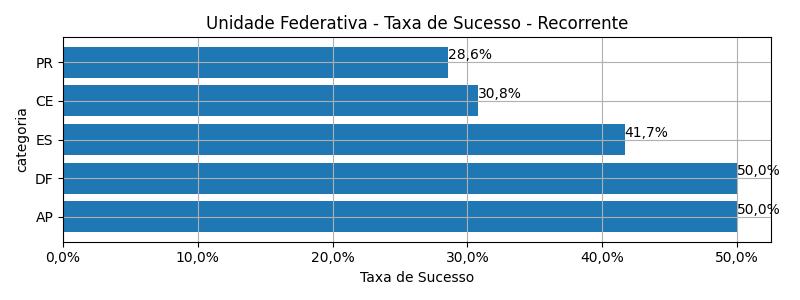 Unidade Federativa - Taxa de Sucesso - Recorrente
categoria
PR 28,6%
CE 30,8%
ES 41,7%
DF 50,0%
AP 50,0%
0,0% 10,0% 20,0% 30,0% 40,0% 50,0%
Taxa de Sucesso